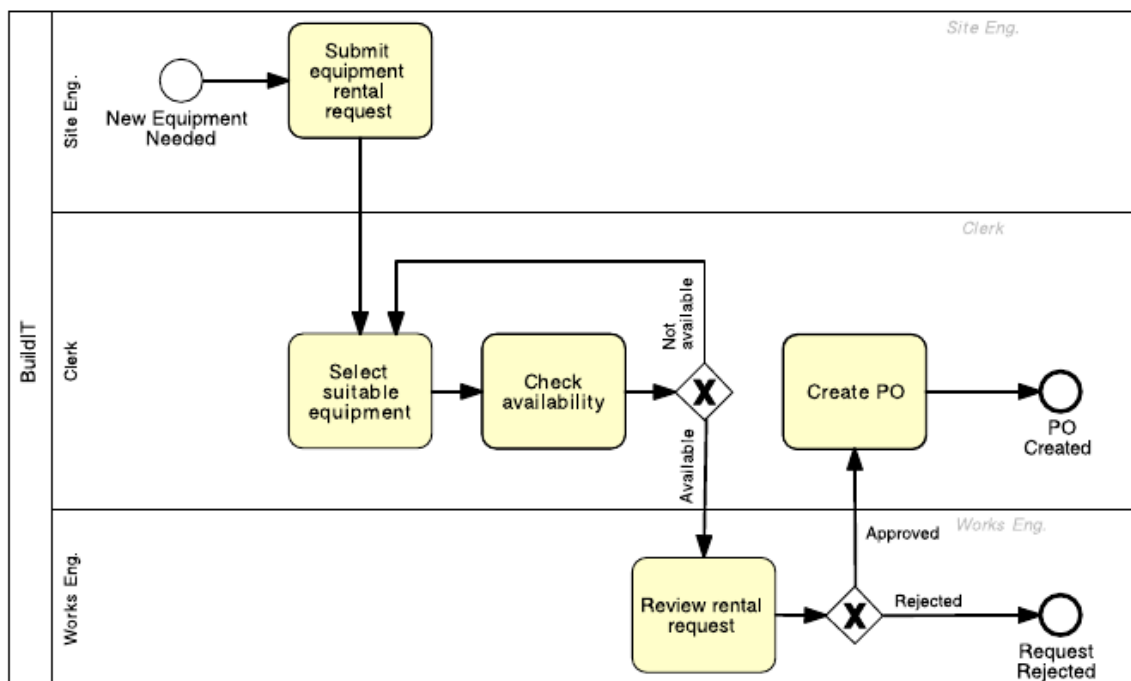 BuildIT
Site Eng.
Site Eng.
New Equipment
Needed
Submit
equipment
rental
request
Clerk
Clerk
Select
suitable
equipment
Check
availability
Not
available
Available
Create PO
PO
Created
Works Eng.
Works Eng.
Review rental
request
Approved
Rejected
Request
Rejected